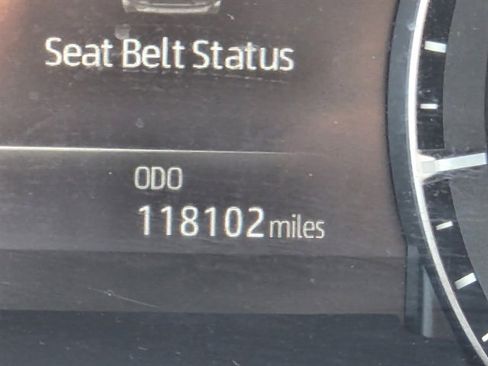 Seat Belt Status
ODO
118102 miles